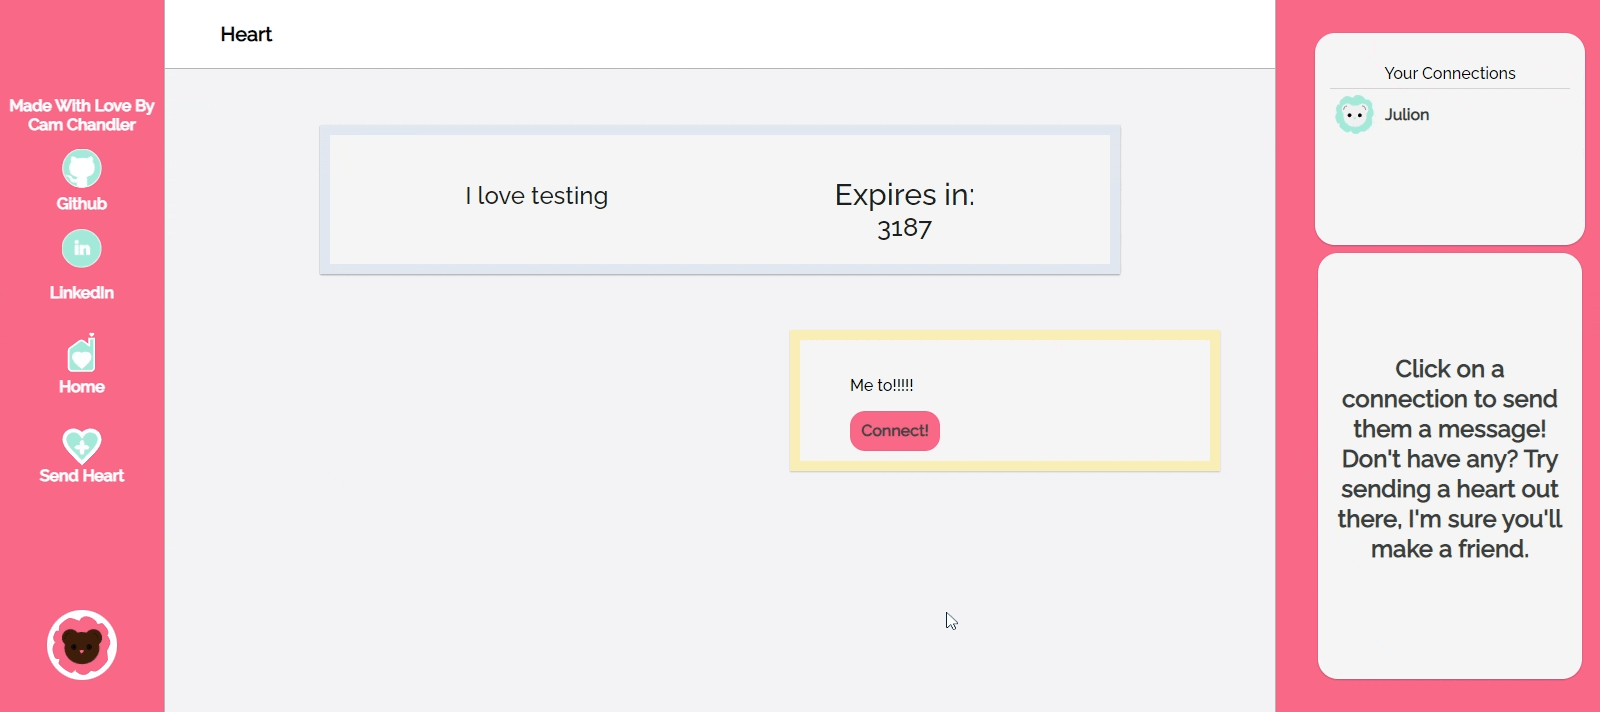 Made With Love By
Cam Chandler
Github
in
LinkedIn
Home
Send Heart
Heart
I love testing
Expires in:
3187
Me to!!!!!
Connect!
Your Connections
Julion
Click on a
connection to send
them a message!
Don't have any? Try
sending a heart out
there, I'm sure you'll
make a friend.